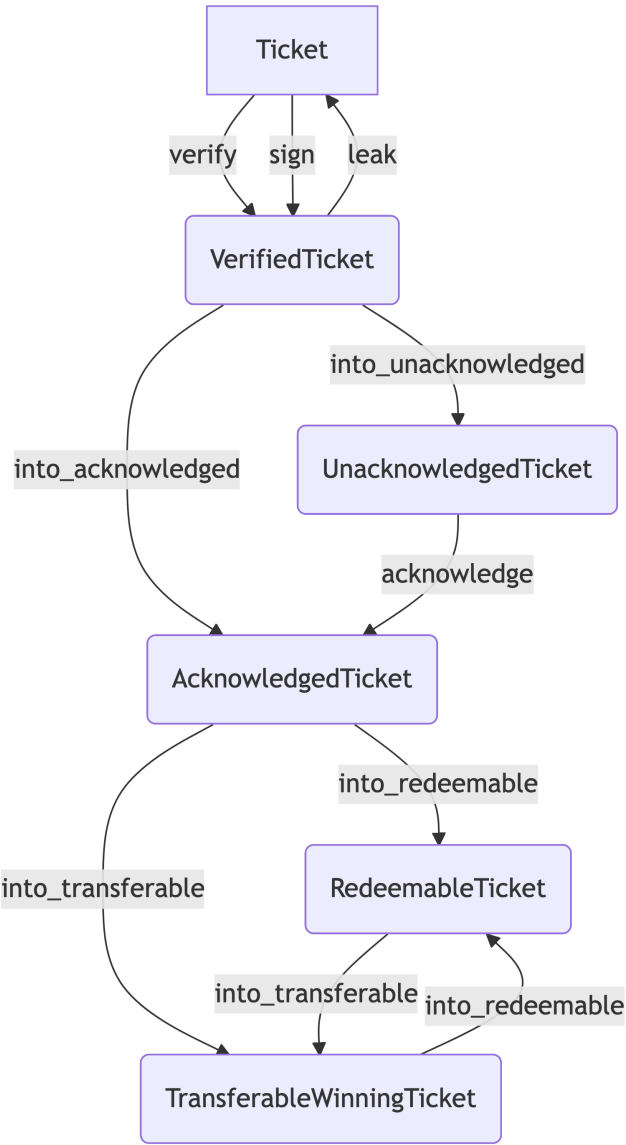 Ticket
verify
sign
leak
VerifiedTicket
into_unacknowledged
into_acknowledged
UnacknowledgedTicket
acknowledge
AcknowledgedTicket
into_redeemable
into_transferable
RedeemableTicket
into_transferable
into_redeemable
TransferableWinningTicket